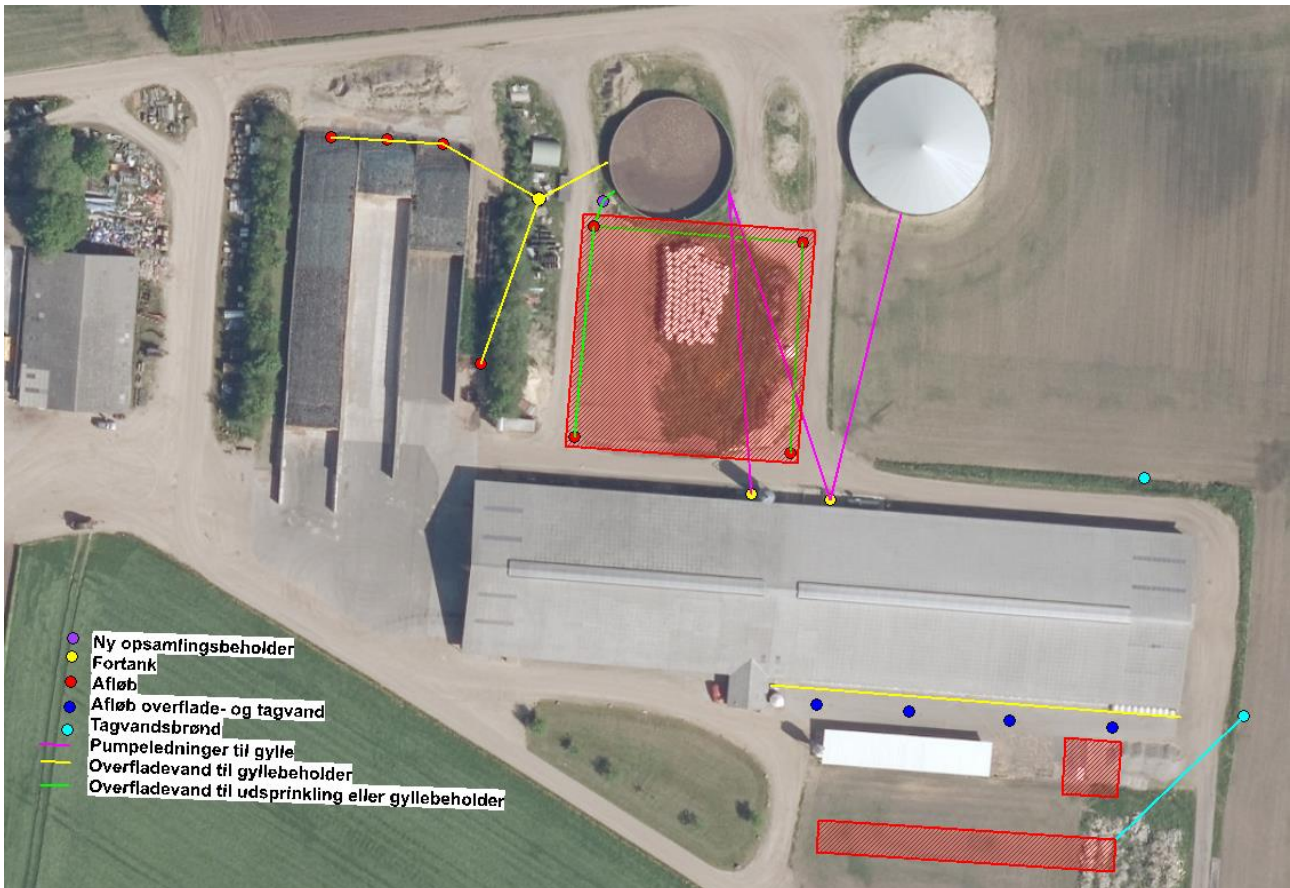 Ny opsamlingsbeholder
Fortank
Afløb
Afløb overflade- og tagvand
Tagvandsbrønd
Pumpeledninger til gylle
Overfladevand til gyllebeholder
Overfladevand til udsprinkling eller gyllebeholder